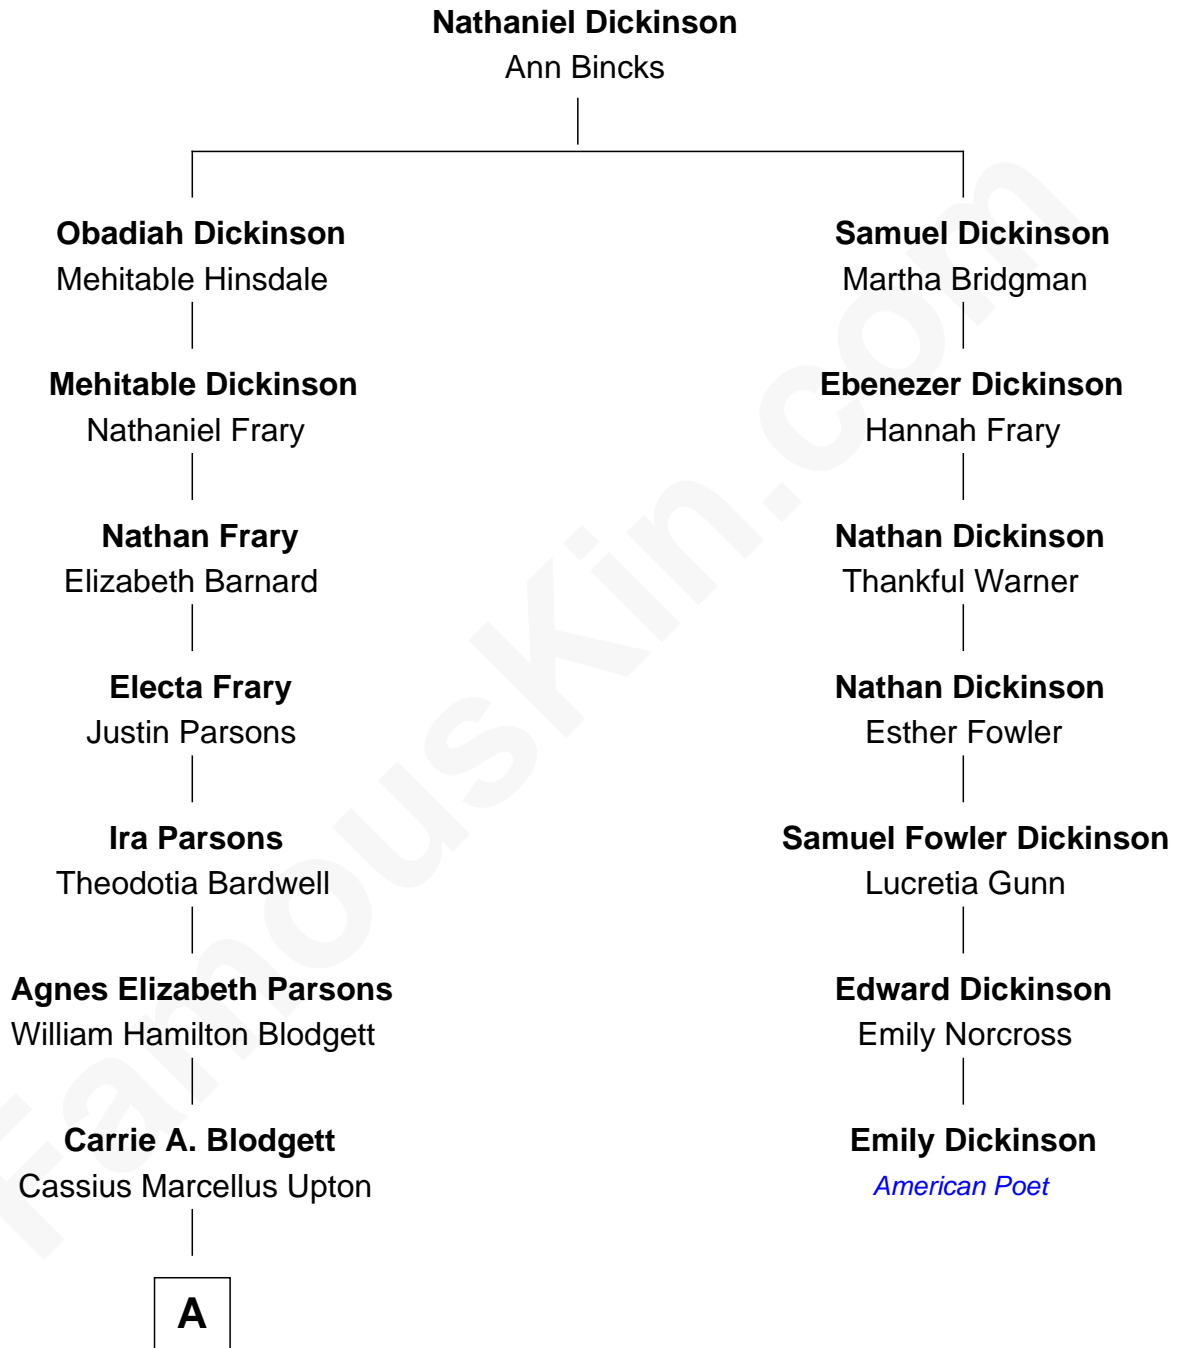 Nathaniel Dickinson
Ann Bincks
Obadiah Dickinson
Mehitable Hinsdale
Samuel Dickinson
Martha Bridgman
Mehitable Dickinson
Nathaniel Frary
Ebenezer Dickinson
Hannah Frary
Nathan Frary
Elizabeth Barnard
Nathan Dickinson
Thankful Warner
Electa Frary
Justin Parsons
Nathan Dickinson
Esther Fowler
Ira Parsons
Theodotia Bardwell
Samuel Fowler Dickinson
Lucretia Gunn
Agnes Elizabeth Parsons
William Hamilton Blodgett
Edward Dickinson
Emily Norcross
Carrie A. Blodgett
Cassius Marcellus Upton
Emily Dickinson
American Poet
A
FamousKin.com